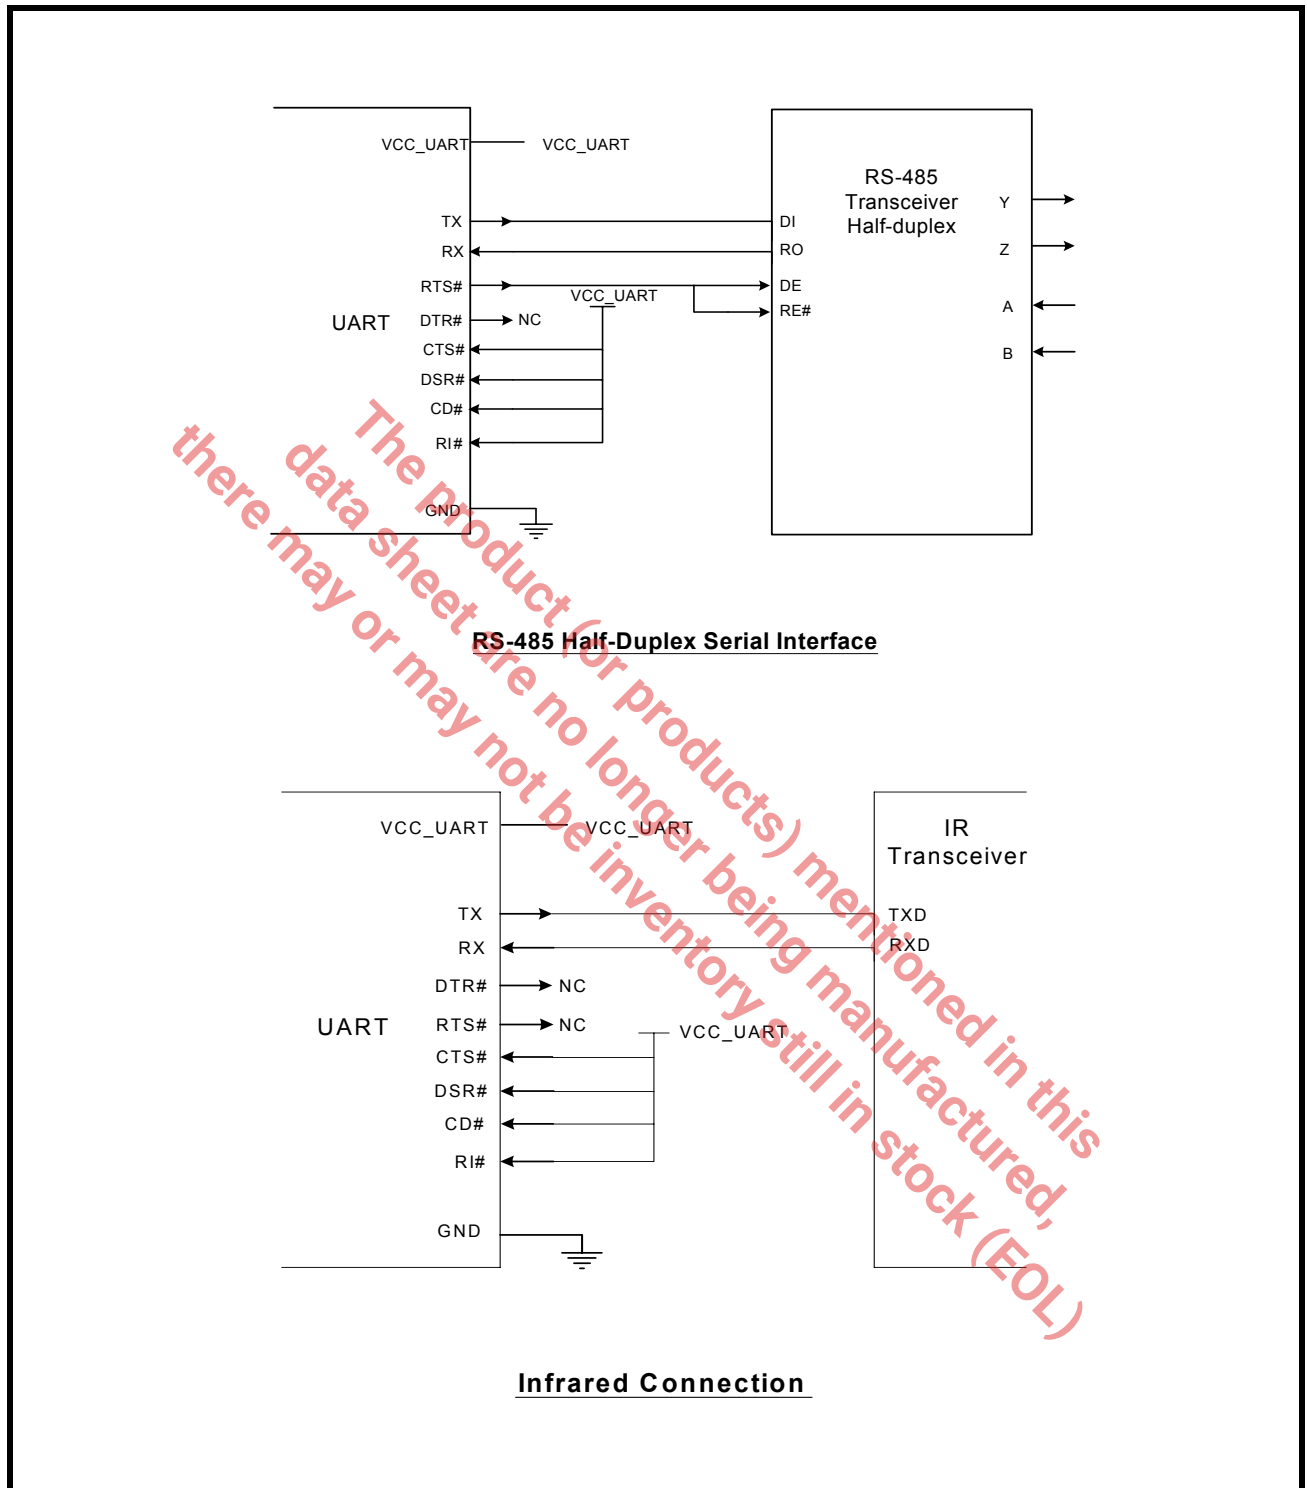 VCC_UART VCC_UART
RS-485
Transceiver
Half-duplex
Y
TX
DI
RX
RO
Z
RTS#
DE
VCC_UART
RE#
A
UART
DTR#
NC
CTS#
B
DSR#
CD#
RI#
GND
RS-485 Half-Duplex Serial Interface
VCC_UART VCC_UART
IR
Transceiver
TX
TXD
RX
RXD
DTR#
NC
UART
RTS#
NC
VCC_UART
CTS#
DSR#
CD#
RI#
GND
Infrared Connection
The product (or products) mentioned in this
data sheet are no longer being manufactured,
there may or may not be inventory still in stock (EOL)